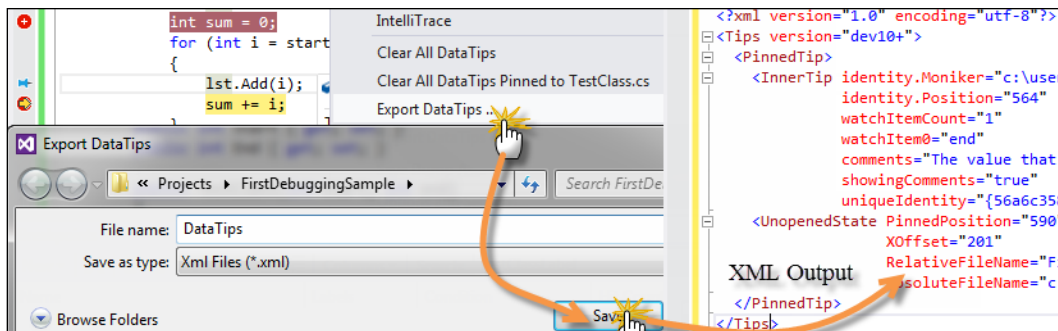 int sum = 0;
for (int i = start
{
lst.Add(i);
sum += i;
}
IntelliTrace
Clear All DataTips
Clear All DataTips Pinned to TestClass.cs
Export DataTips ...
Export DataTips
« Projects FirstDebuggingSample
Search FirstDe
File name: DataTips
Save as type: Xml Files (*.xml)
Browse Folders
Save
<?xml version="1.0" encoding="utf-8"?>
<Tips version="dev10+">
<PinnedTip>
<InnerTip identity.Moniker="c:\user
identity.Position="564"
watchItemCount="1"
watchItem0="end"
comments="The value that
showingComments="true"
uniqueIdentity="{56a6c358
<UnopenedState PinnedPosition="590
XOffset="201"
RelativeFileName="F
soluteFileName="c
XML Output
</PinnedTip>
</Tips>